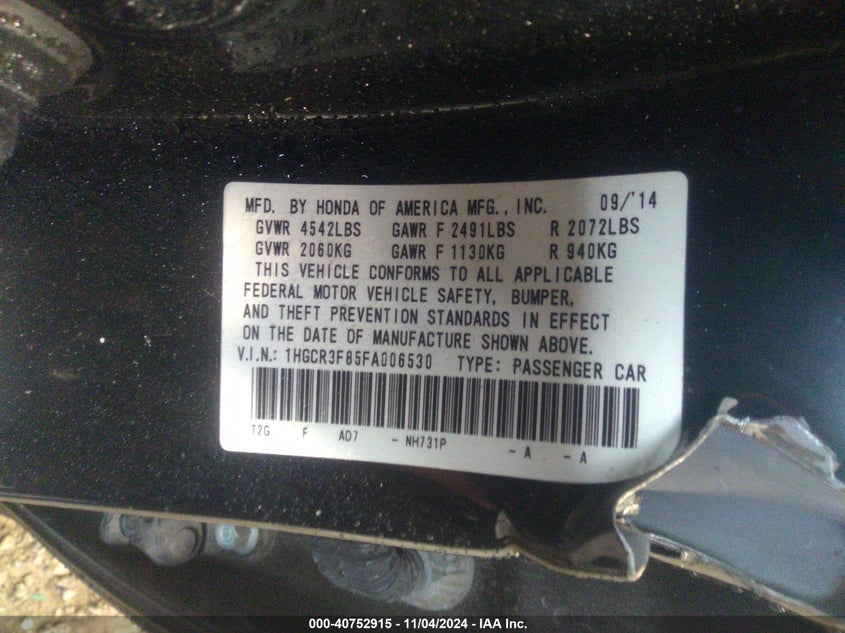 MFD. BY HONDA OF AMERICA MFG., INC. 09/'14
GVWR 4542LBS GAWR F 2491LBS R 2072LBS
GVWR 2060KG GAWR F 1130KG R 940KG
THIS VEHICLE CONFORMS TO ALL APPLICABLE
FEDERAL MOTOR VEHICLE SAFETY, BUMPER,
AND THEFT PREVENTION STANDARDS IN EFFECT
ON THE DATE OF MANUFACTURE SHOWN ABOVE.
V.I.N.: 1HGCR3F85FA006530 TYPE: PASSENGER CAR
T2G F AD7 - NH731P - A - A
000-40752915 - 11/04/2024 - IAA Inc.